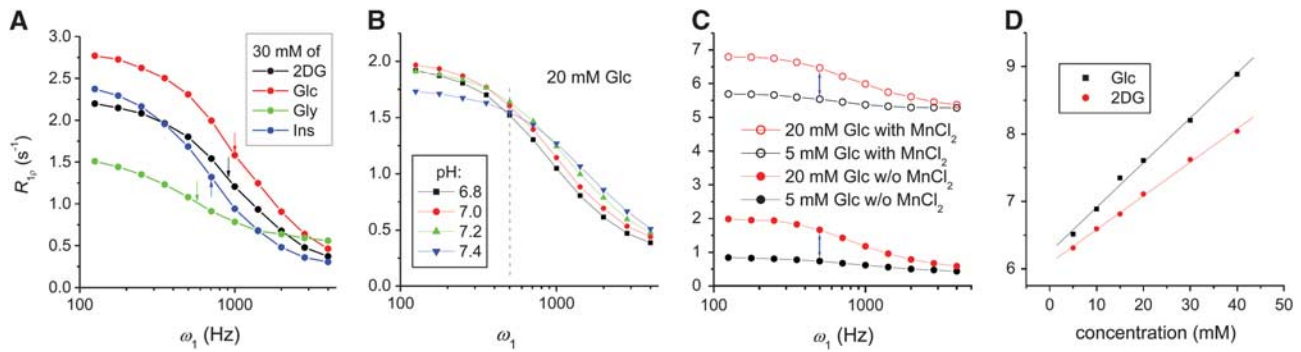 A
R1ρ (s⁻¹)
3.0
2.5
2.0
1.5
1.0
0.5
0.0
30 mM of
2DG
Glc
Gly
Ins
1000
ω1 (Hz)
B
2.0
1.5
1.0
0.5
0.0
20 mM Glc
pH:
6.8
7.0
7.2
7.4
100
1000
ω1
C
7
6
5
4
3
2
1
0
20 mM Glc with MnCl2
5 mM Glc with MnCl2
20 mM Glc w/o MnCl2
5 mM Glc w/o MnCl2
100
1000
ω1 (Hz)
D
9
8
7
6
Glc
2DG
0 10 20 30 40 50
concentration (mM)